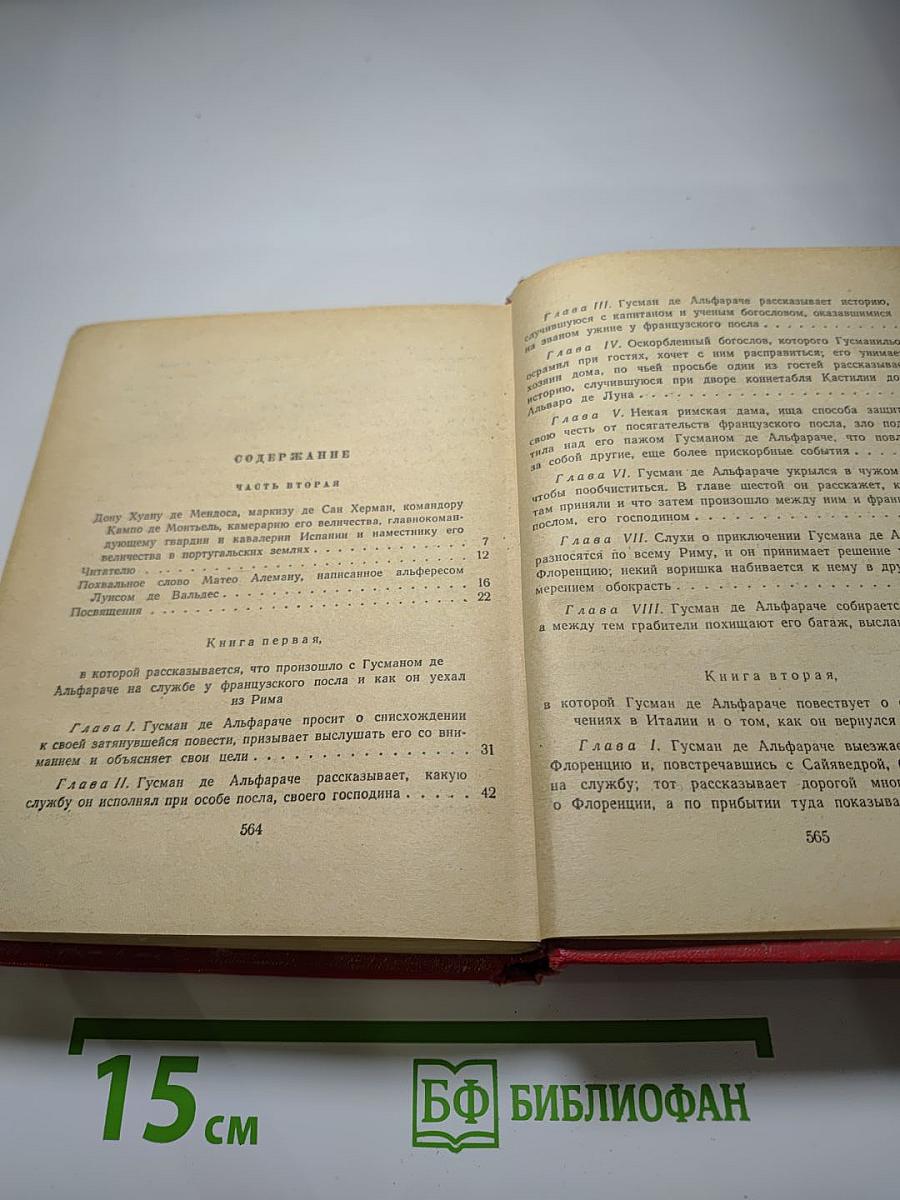 СОДЕРЖАНИЕ
ЧАСТЬ ВТОРАЯ
Дону Хуану де Мендоса, маркизу де Сан Херман, командору
Кампо де Монтьель, камерарию его величества, главнокоман-
дующему гвардии и кавалерии Испании и наместнику его
величества в португальских землях . . . . . . . . . . . . . 7
Читателю . . . . . . . . . . . . . . . . . . . . . . . . . 12
Похвальное слово Матео Алеману, написанное альфересом
Луисом де Вальдес . . . . . . . . . . . . . . . . . . . . 16
Посвящения . . . . . . . . . . . . . . . . . . . . . . . . 22
Книга первая,
в которой рассказывается, что произошло с Гусманом де
Альфараче на службе у французского посла и как он уехал
из Рима
Глава I. Гусман де Альфараче просит о снисхождении
к своей затянувшейся повести, призывает выслушать его со вни-
манием и объясняет свои цели . . . . . . . . . . . . . . . 31
Глава II. Гусман де Альфараче рассказывает, какую
службу он исполнял при особе посла, своего господина . . . . . 42
564
Глава III. Гусман де Альфараче рассказывает историю,
случившуюся с капитаном и ученым богословом, оказавшимися
на званом ужине у французского посла . . . . . . . . . .
Глава IV. Оскорбленный богослов, которого Гусманильо
осрамил при гостях, хочет с ним расправиться; его унимае
хозяин дома, по чьей просьбе один из гостей рассказывае
историю, случившуюся при дворе коннетабля Кастилии до
Альваро де Луна . . . . . . . . . . . . . . . . . . . .
Глава V. Некая римская дама, ища способа защит
свою честь от посягательств французского посла, зло под
тила над его пажом Гусманом де Альфараче, что повл
за собой другие, еще более прискорбные события . . . .
Глава VI. Гусман де Альфараче укрылся в чужом
чтобы пообчиститься. В главе шестой он расскажет, к
там приняли и что затем произошло между ним и фран
послом, его господином . . . . . . . . . . . . . . . .
Глава VII. Слухи о приключении Гусмана де А
разносятся по всему Риму, и он принимает решение
Флоренцию; некий воришка набивается к нему в дру
мерением обокрасть . . . . . . . . . . . . . . . . . .
Глава VIII. Гусман де Альфараче собирается
а между тем грабители похищают его багаж, выслан
Книга вторая,
в которой Гусман де Альфараче повествует о
чениях в Италии и о том, как он вернулся
Глава I. Гусман де Альфараче выезжае
Флоренцию и, повстречавшись с Сайяведрой,
на службу; тот рассказывает дорогой мног
о Флоренции, а по прибытии туда показыва
565
15 см
БФ БИБЛИОФАН